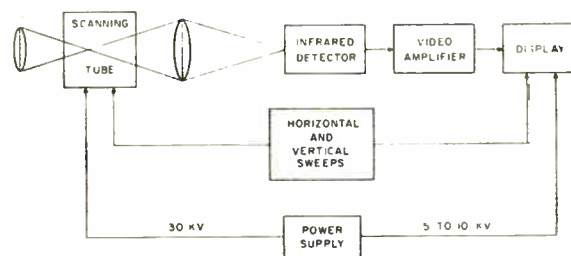 SCANNING
TUBE
INFRARED
DETECTOR
VIDEO
AMPLIFIER
DISPLAY
HORIZONTAL
AND
VERTICAL
SWEEPS
30 KV
POWER
SUPPLY
5 TO 10 KV